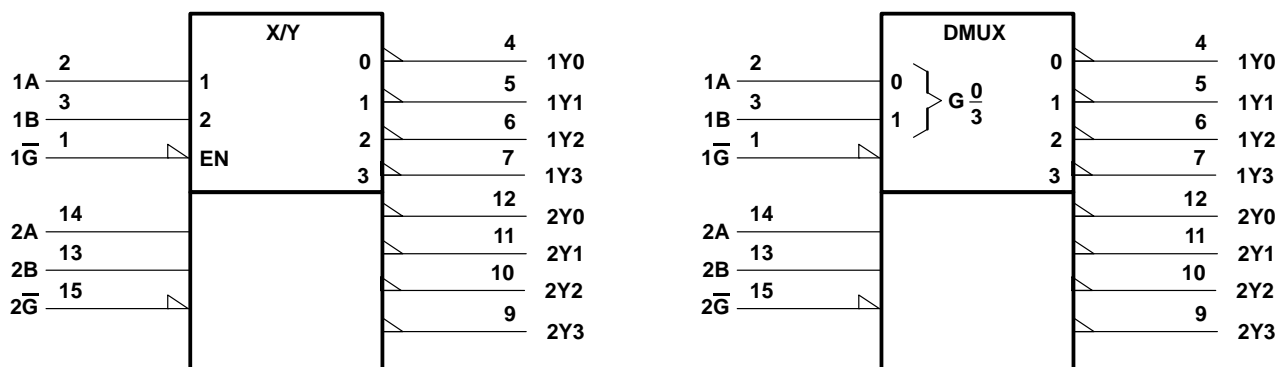 X/Y
2 1A 1
3 1B 2
1 1G̅ EN
0 4 1Y0
1 5 1Y1
2 6 1Y2
3 7 1Y3
14 2A
13 2B
15 2G̅
12 2Y0
11 2Y1
10 2Y2
9 2Y3
DMUX
2 1A 0
3 1B 1
1 1G̅
G 0/3
0 4 1Y0
1 5 1Y1
2 6 1Y2
3 7 1Y3
14 2A
13 2B
15 2G̅
12 2Y0
11 2Y1
10 2Y2
9 2Y3